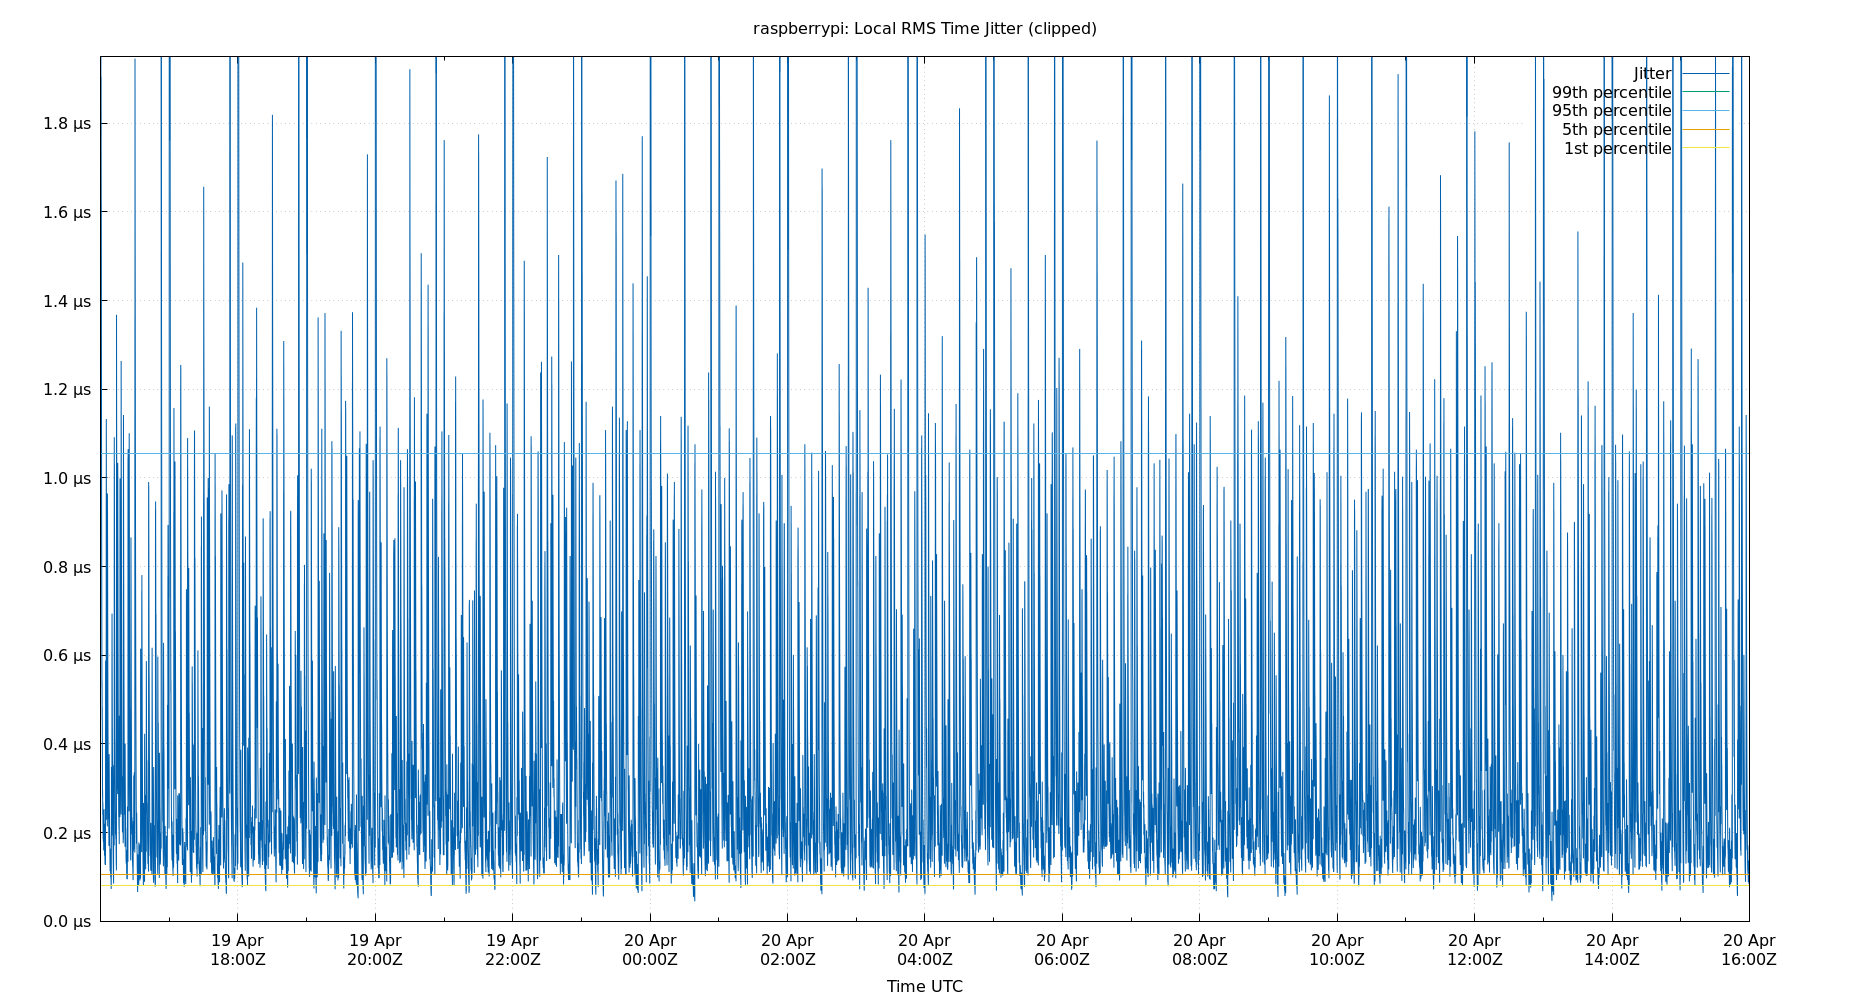 raspberrypi: Local RMS Time Jitter (clipped)
Jitter
99th percentile
95th percentile
5th percentile
1st percentile
1.8 µs
1.6 µs
1.4 µs
1.2 µs
1.0 µs
0.8 µs
0.6 µs
0.4 µs
0.2 µs
0.0 µs
19 Apr 19 Apr 19 Apr 20 Apr 20 Apr 20 Apr 20 Apr 20 Apr 20 Apr 20 Apr 20 Apr 20 Apr
18:00Z 20:00Z 22:00Z 00:00Z 02:00Z 04:00Z 06:00Z 08:00Z 10:00Z 12:00Z 14:00Z 16:00Z
Time UTC